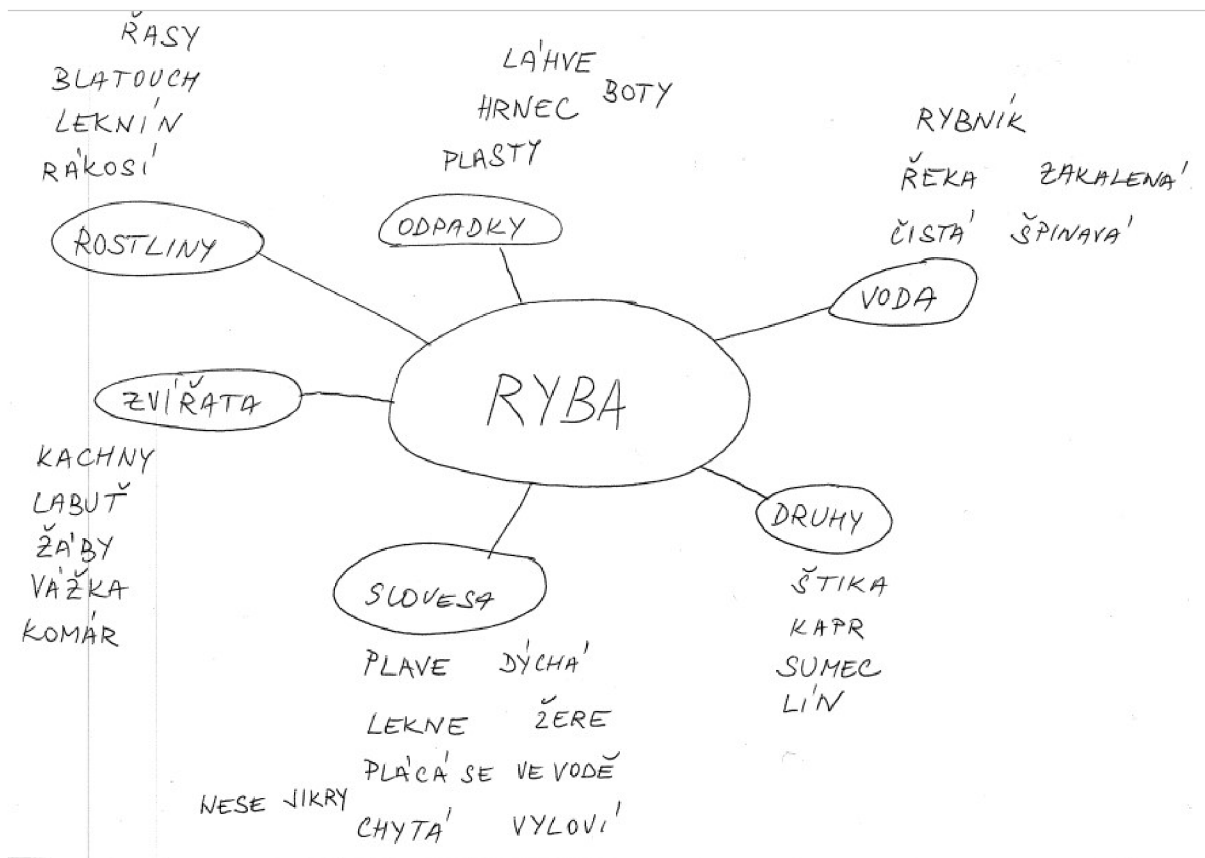 ŘASY
BLATOUCH
LEKNÍN
RÁKOSÍ
ROSTLINY
LÁHVE
BOTY
HRNEC
PLASTY
ODPADKY
RYBNÍK
ŘEKA ZAKALENÁ
ČISTÁ ŠPINAVÁ
VODA
RYBA
ZVÍŘATA
KACHNY
LABUŤ
ŽÁBY
VÁŽKA
KOMÁR
SLOVESA
PLAVE DÝCHÁ
LEKNE ŽERE
PLÁCÁ SE VE VODĚ
NESE JIKRY
CHYTÁ VYLOVÍ
DRUHY
ŠTIKA
KAPR
SUMEC
LÍN